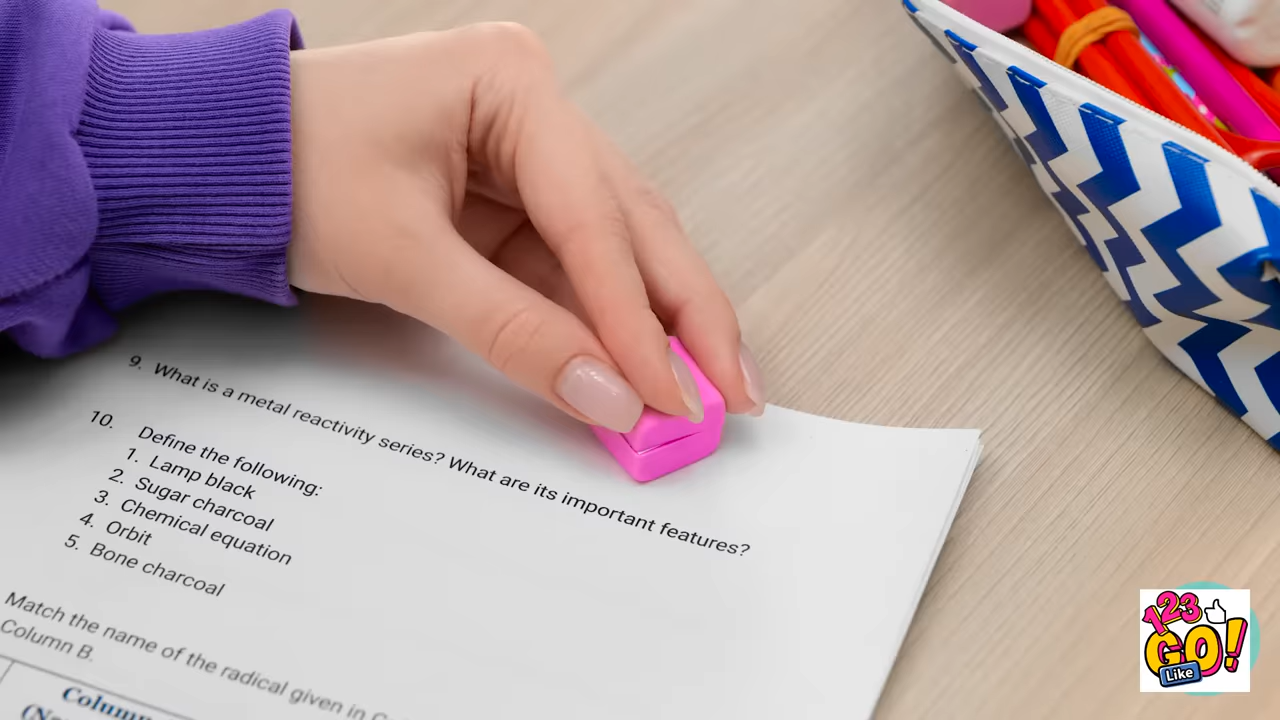 9. What is a metal reactivity series? What are its important features?
10. Define the following:
1. Lamp black
2. Sugar charcoal
3. Chemical equation
4. Orbit
5. Bone charcoal
Match the name of the radical given in
Column B.
Column
123
GO!
Like